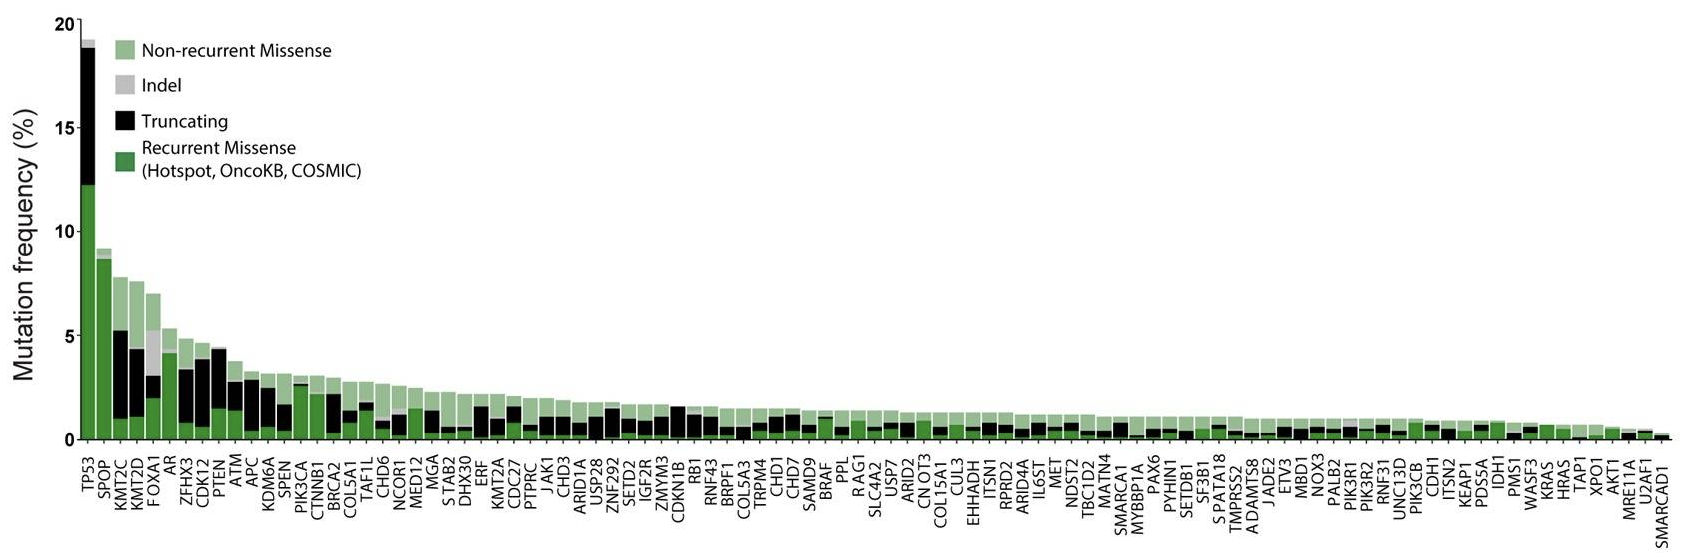 20
15
10
5
0
Mutation frequency (%)
Non-recurrent Missense
Indel
Truncating
Recurrent Missense
(Hotspot, OncoKB, COSMIC)
TP53
SPOP
KMT2C
KMT2D
FOXA1
AR
ZFHX3
CDK12
PTEN
ATM
APC
KDM6A
SPEN
PIK3CA
CTNNB1
BRCA2
COL5A1
TAF1L
CHD6
NCOR1
MED12
MGA
STAB2
DHX30
ERF
KMT2A
CDC27
PTPRC
JAK1
CHD3
ARID1A
USP28
ZNF292
SETD2
IGF2R
ZMYM3
CDKN1B
RB1
RNF43
BRPF1
COL5A3
TRPM4
CHD1
CHD7
SAMD9
BRAF
PPL
RAG1
SLC4A2
USP7
ARID2
CNOT3
COL15A1
CUL3
EHHADH
ITSN1
RPRD2
ARID4A
IL6ST
MET
NDST2
TBC1D2
MATN4
SMARCA1
MYBBP1A
PAX6
PYHIN1
SETDB1
SF3B1
SPATA18
TMPRSS2
ADAMTS8
JADE2
ETV3
MBD1
NOX3
PALB2
PIK3R1
PIK3R2
RNF31
UNC13D
PIK3CB
CDH1
ITSN2
KEAP1
PDS5A
IDH1
PMS1
WASF3
KRAS
HRAS
TAP1
XPO1
AKT1
MRE11A
U2AF1
SMARCAD1